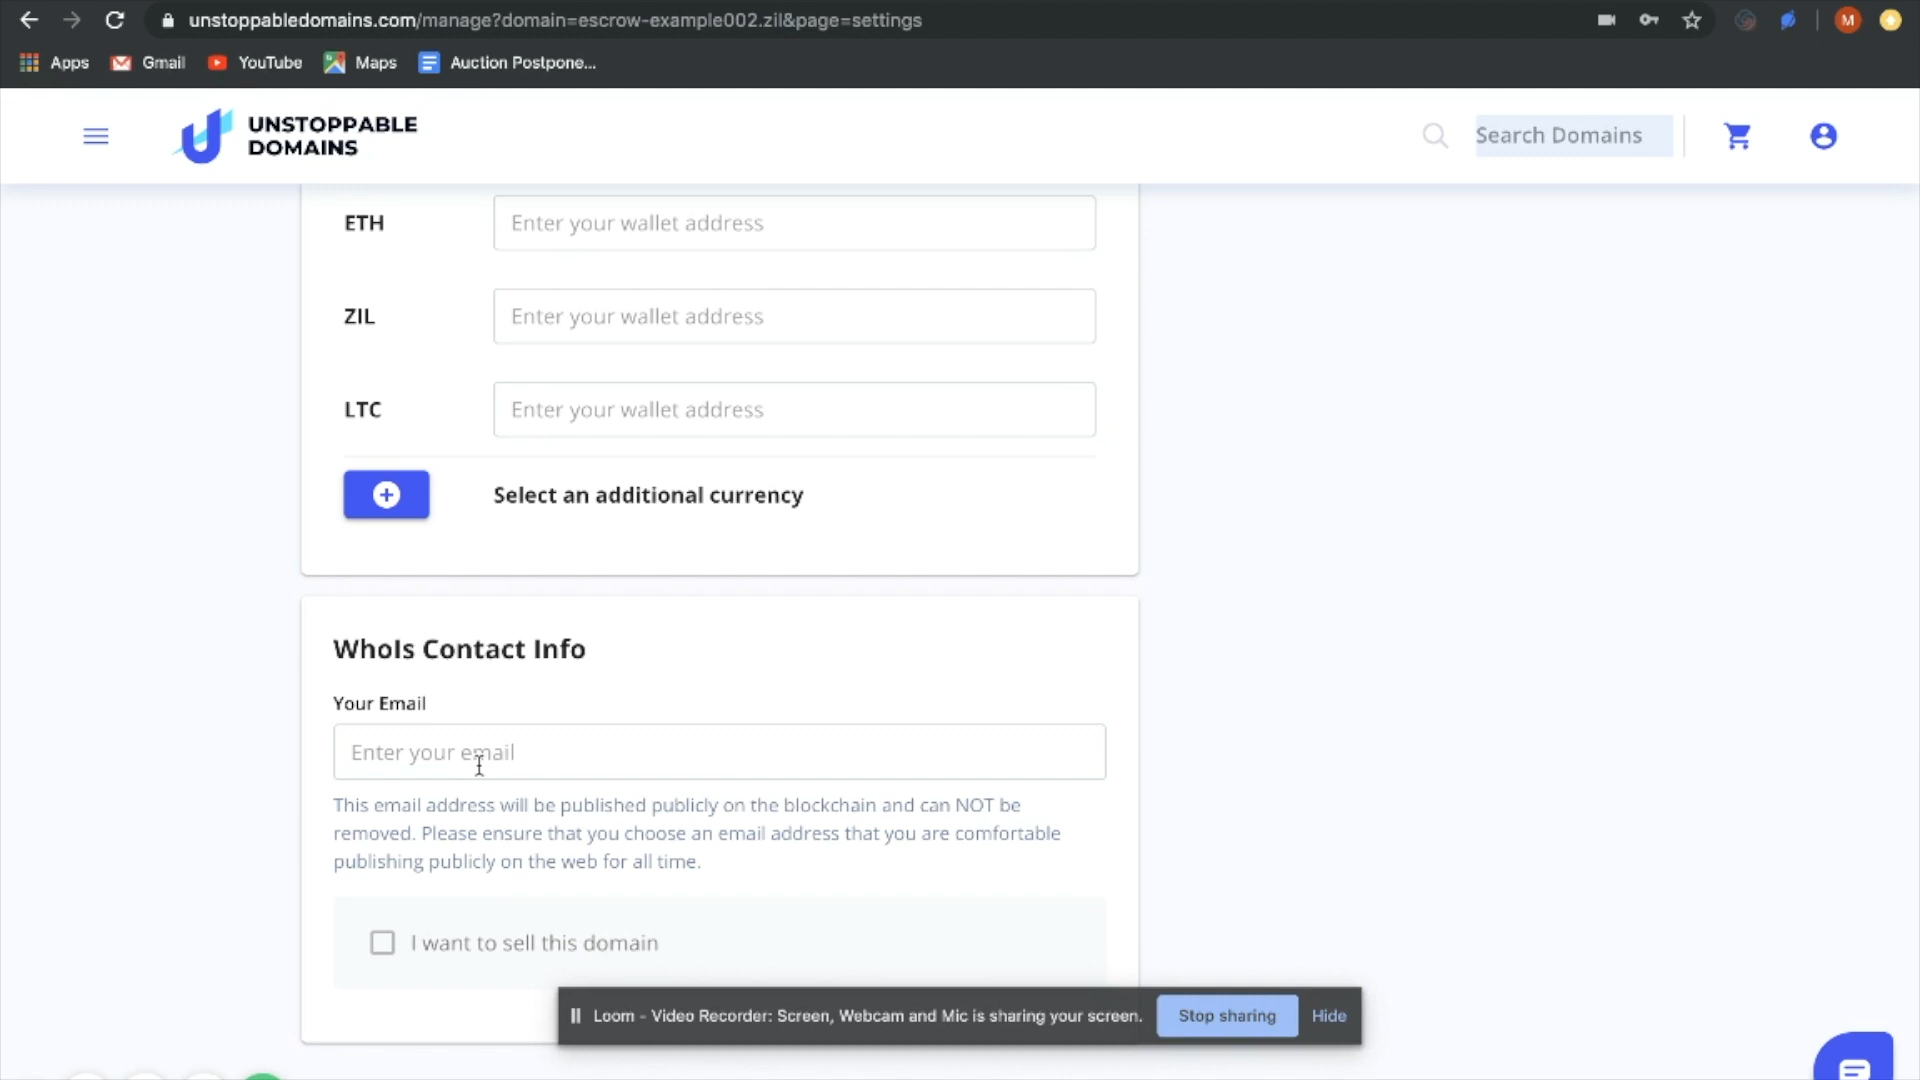 unstoppabledomains.com/manage?domain=escrow-example002.zil&page=settings
M
Apps Gmail YouTube Maps Auction Postpone...
UNSTOPPABLE
DOMAINS
Search Domains
ETH Enter your wallet address
ZIL Enter your wallet address
LTC Enter your wallet address
Select an additional currency
WhoIs Contact Info
Your Email
Enter your email
This email address will be published publicly on the blockchain and can NOT be
removed. Please ensure that you choose an email address that you are comfortable
publishing publicly on the web for all time.
I want to sell this domain
Loom - Video Recorder: Screen, Webcam and Mic is sharing your screen. Stop sharing Hide